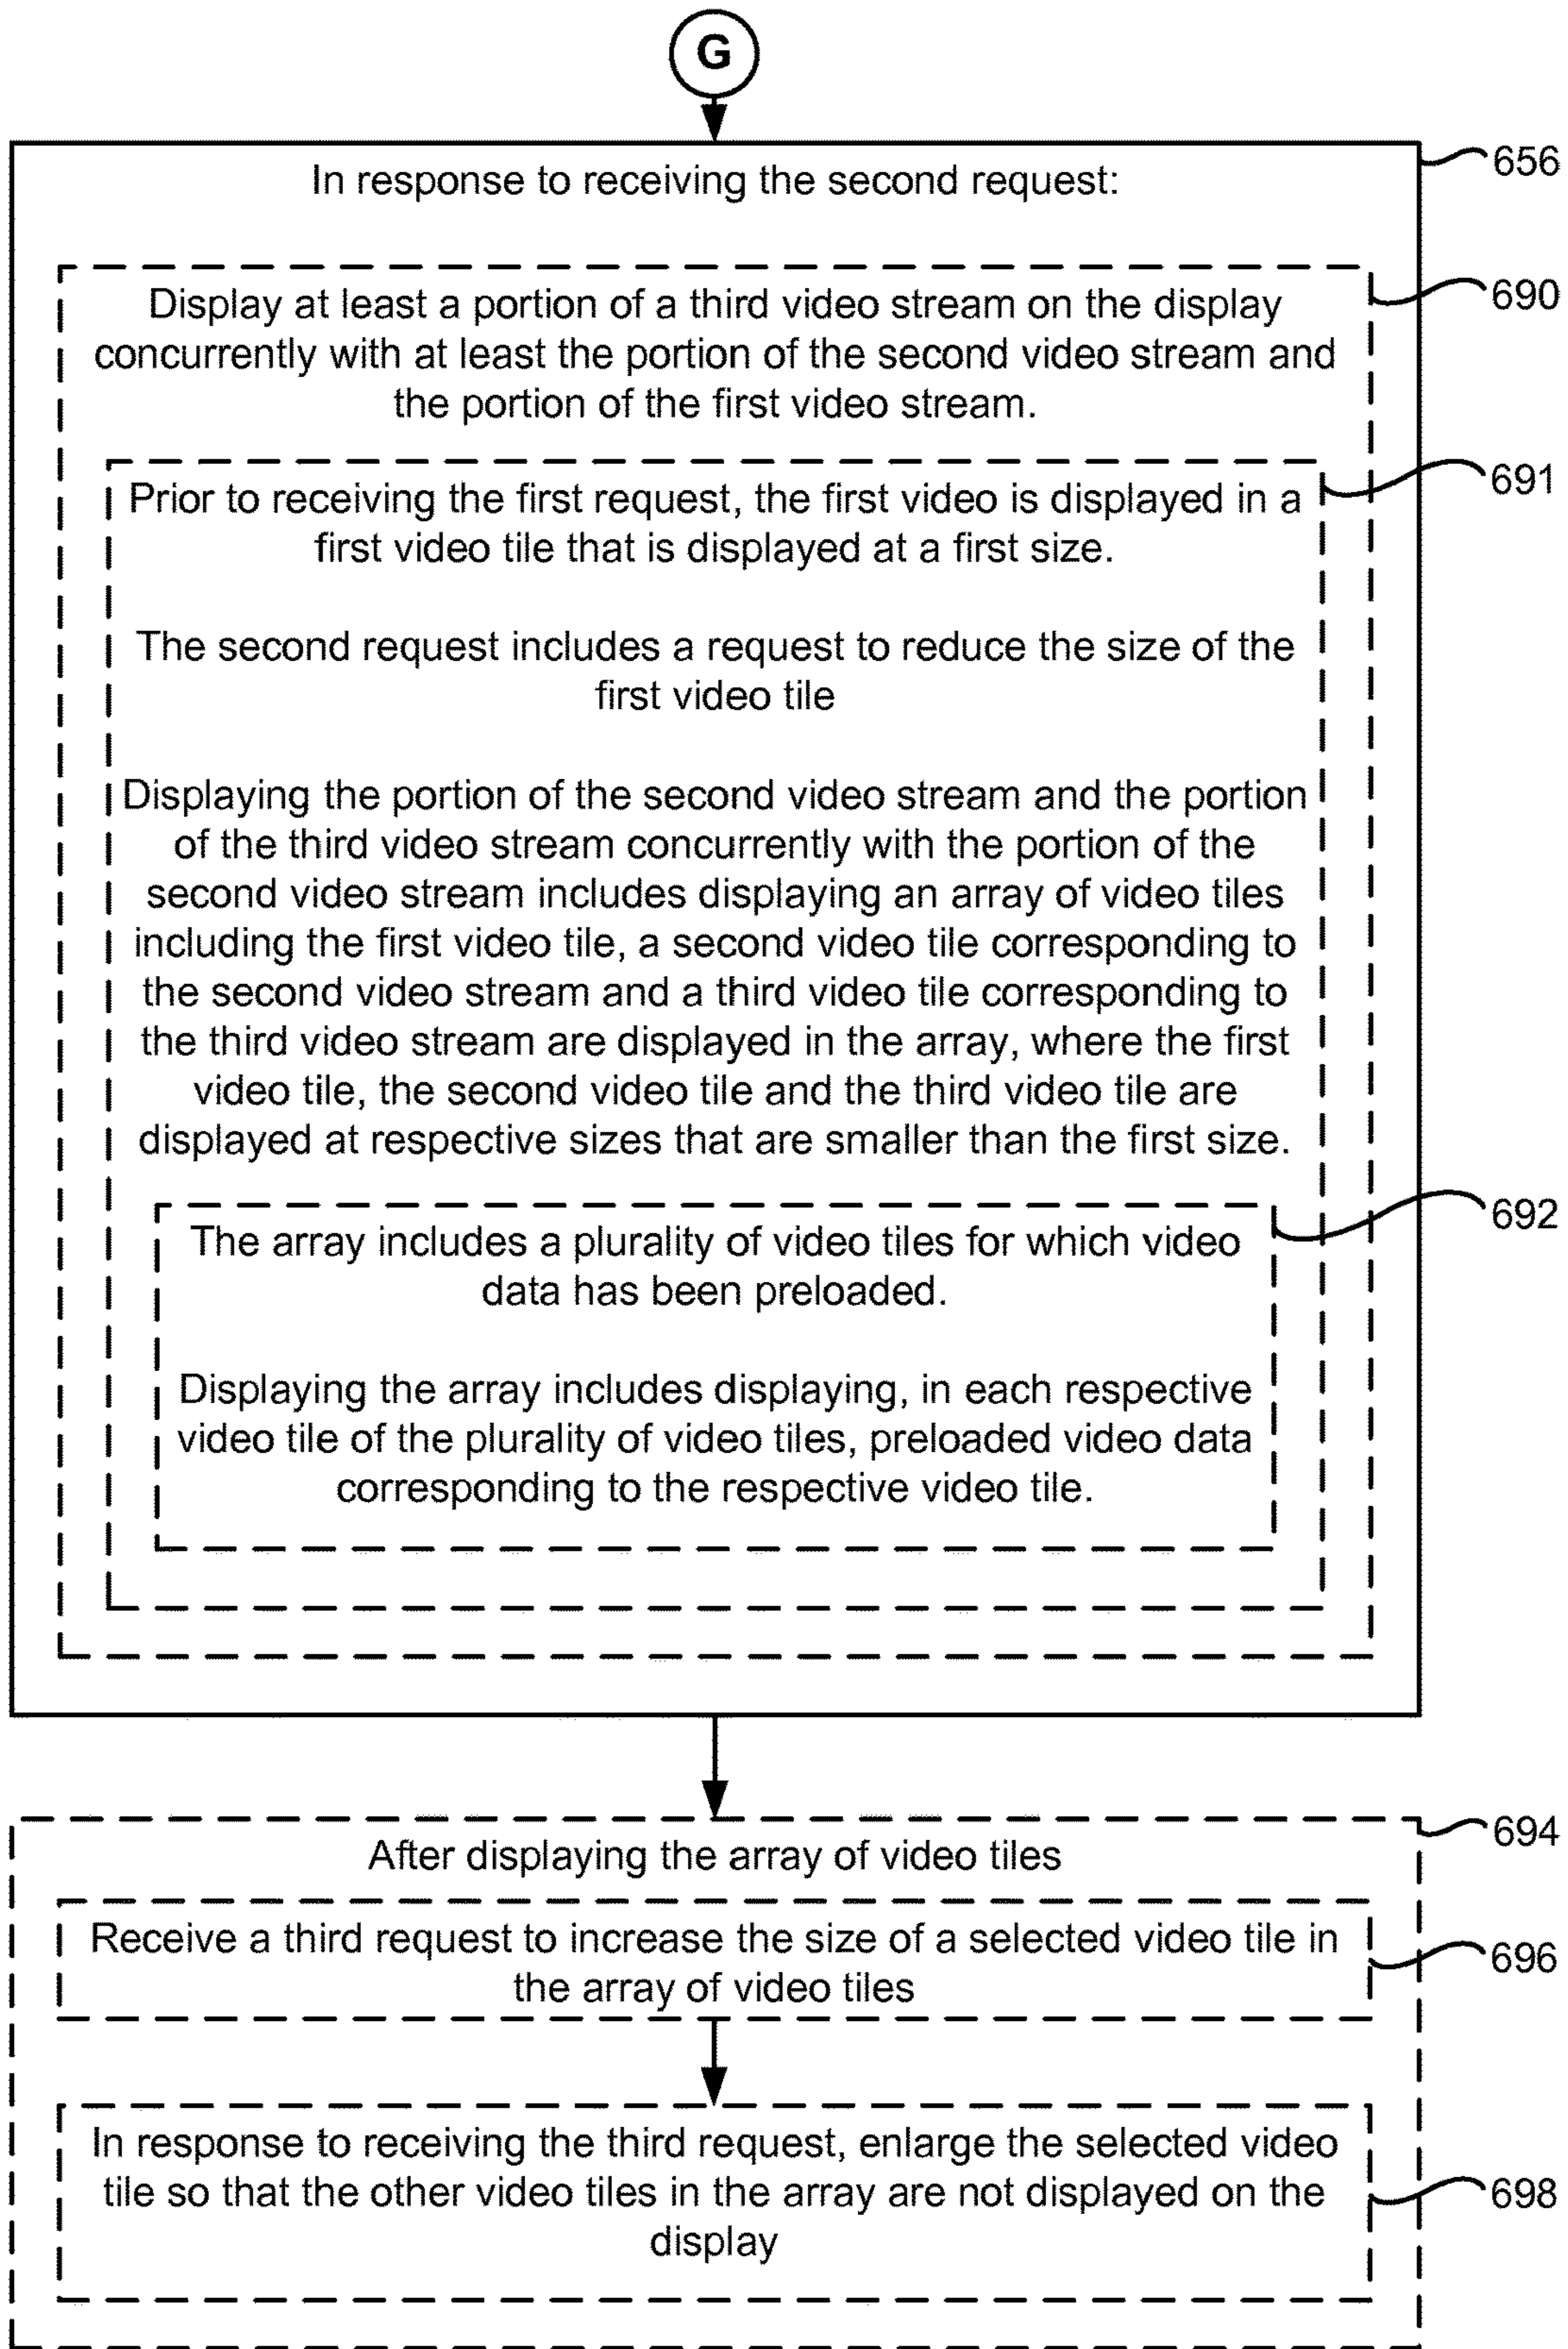 G
656
In response to receiving the second request:
690
Display at least a portion of a third video stream on the display
concurrently with at least the portion of the second video stream and
the portion of the first video stream.
691
Prior to receiving the first request, the first video is displayed in a
first video tile that is displayed at a first size.
The second request includes a request to reduce the size of the
first video tile
Displaying the portion of the second video stream and the portion
of the third video stream concurrently with the portion of the
second video stream includes displaying an array of video tiles
including the first video tile, a second video tile corresponding to
the second video stream and a third video tile corresponding to
the third video stream are displayed in the array, where the first
video tile, the second video tile and the third video tile are
displayed at respective sizes that are smaller than the first size.
692
The array includes a plurality of video tiles for which video
data has been preloaded.
Displaying the array includes displaying, in each respective
video tile of the plurality of video tiles, preloaded video data
corresponding to the respective video tile.
694
After displaying the array of video tiles
Receive a third request to increase the size of a selected video tile in
the array of video tiles
696
In response to receiving the third request, enlarge the selected video
tile so that the other video tiles in the array are not displayed on the
display
698